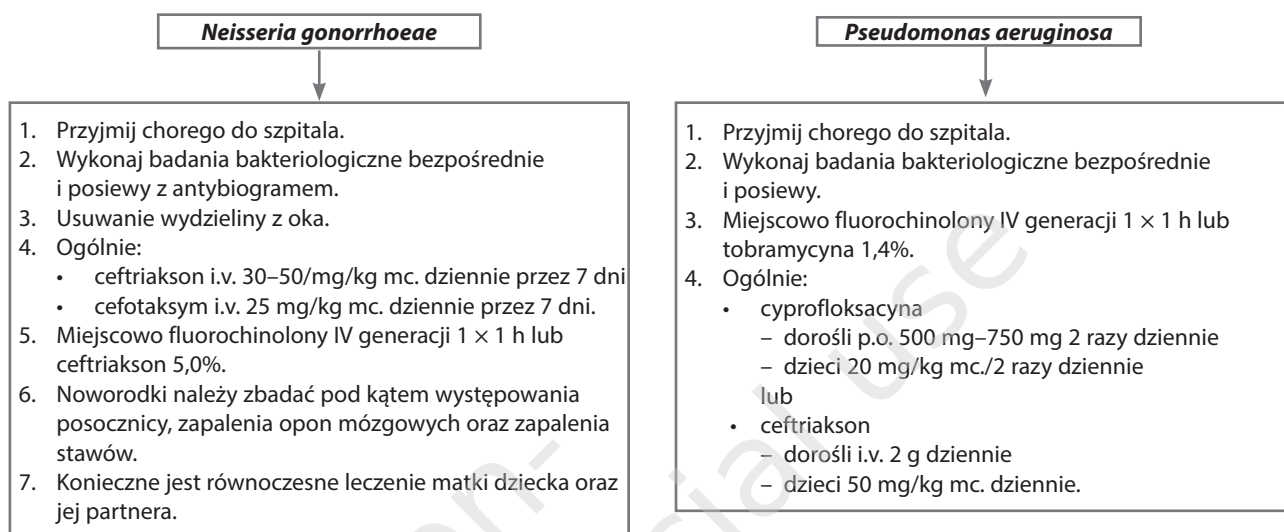 Neisseria gonorrhoeae
1. Przyjmij chorego do szpitala.
2. Wykonaj badania bakteriologiczne bezpośrednie
i posiewy z antybiogramem.
3. Usuwanie wydzieliny z oka.
4. Ogólnie:
• ceftriakson i.v. 30–50/mg/kg mc. dziennie przez 7 dni
• cefotaksym i.v. 25 mg/kg mc. dziennie przez 7 dni.
5. Miejscowo fluorochinolony IV generacji 1 × 1 h lub
ceftriakson 5,0%.
6. Noworodki należy zbadać pod kątem występowania
posocznicy, zapalenia opon mózgowych oraz zapalenia
stawów.
7. Konieczne jest równoczesne leczenie matki dziecka oraz
jej partnera.
Pseudomonas aeruginosa
1. Przyjmij chorego do szpitala.
2. Wykonaj badania bakteriologiczne bezpośrednie
i posiewy.
3. Miejscowo fluorochinolony IV generacji 1 × 1 h lub
tobramycyna 1,4%.
4. Ogólnie:
• cyprofloksacyna
– dorośli p.o. 500 mg–750 mg 2 razy dziennie
– dzieci 20 mg/kg mc./2 razy dziennie
lub
• ceftriakson
– dorośli i.v. 2 g dziennie
– dzieci 50 mg/kg mc. dziennie.